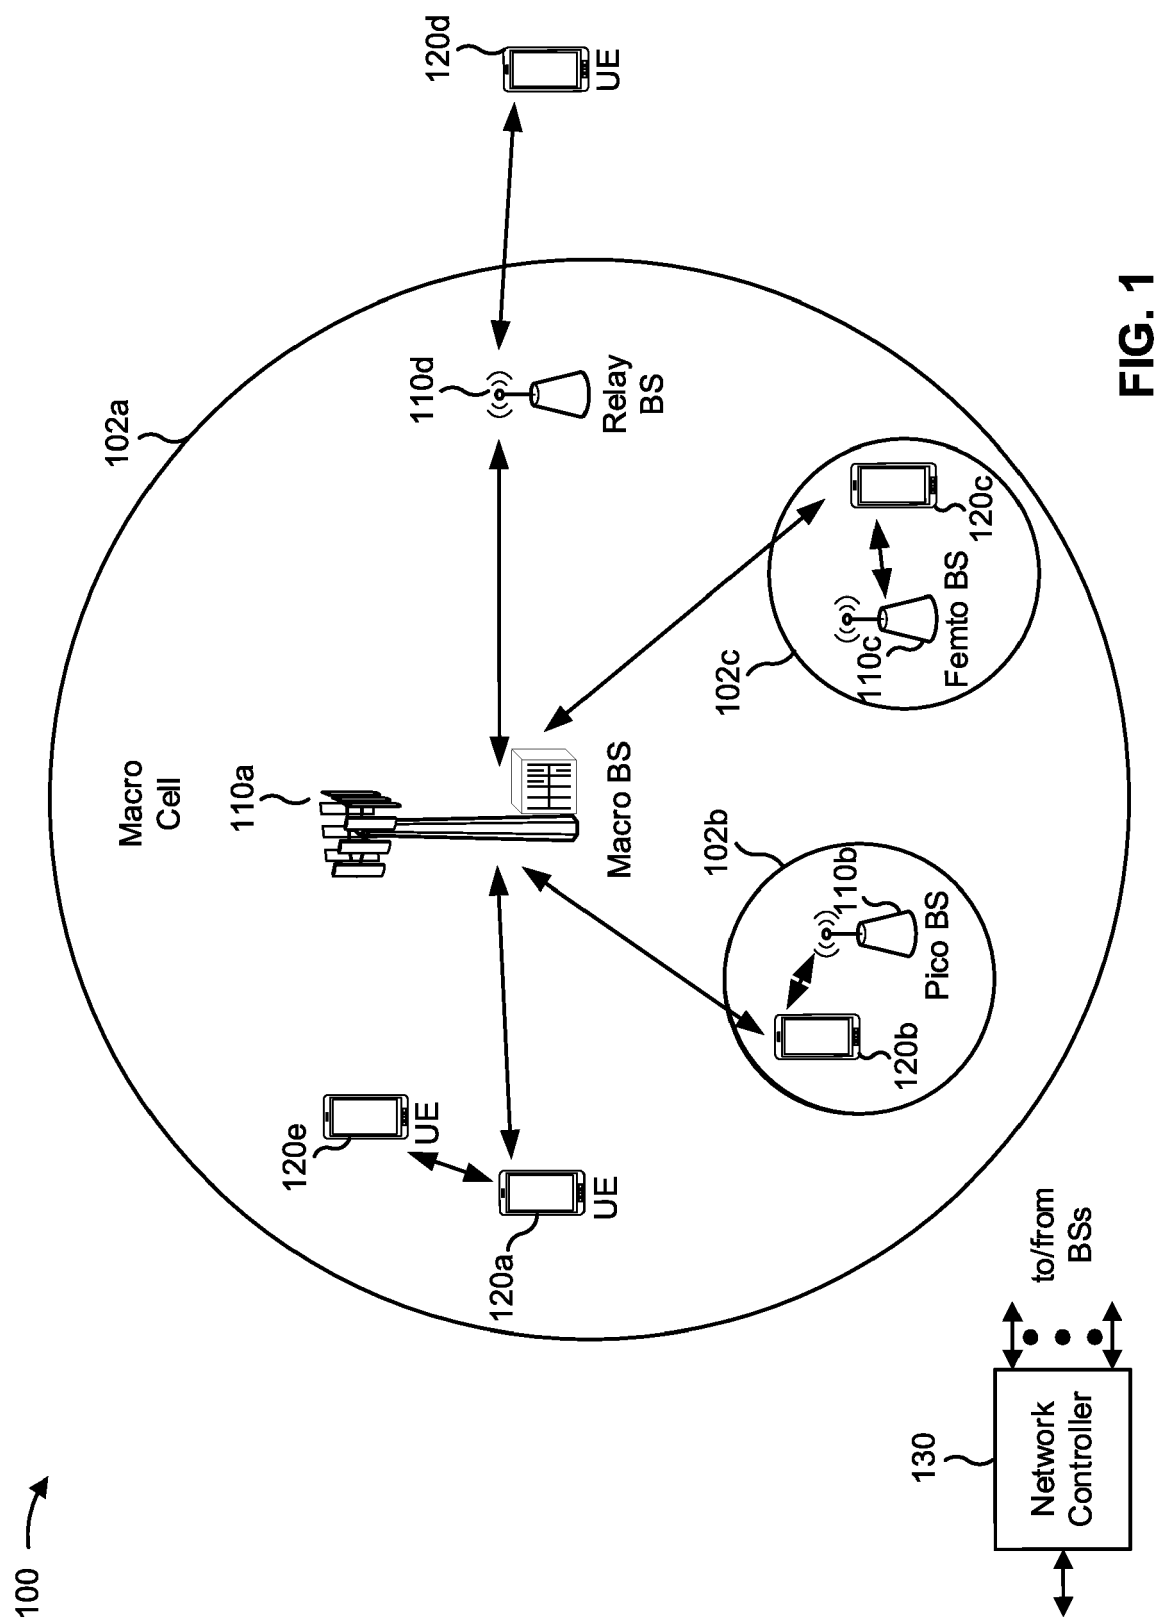 100
102a
Macro
Cell
110a
120d
UE
120e
UE
110d
Relay
BS
120a
UE
Macro BS
102b
102c
110b
Pico BS
120b
110c
Femto BS
120c
130
Network
Controller
to/from
BSs
FIG. 1